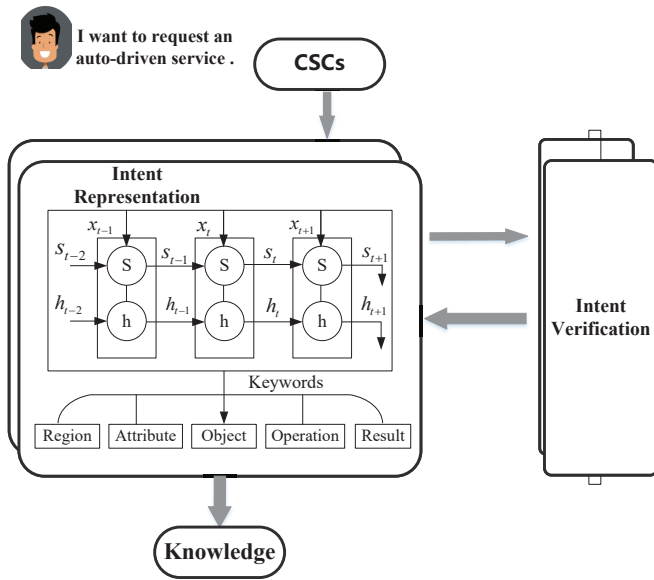 I want to request an
auto-driven service .
CSCs
Intent
Representation
x_{t-1} x_t x_{t+1}
s_{t-2} S s_{t-1} S s_t S s_{t+1}
h_{t-2} h h_{t-1} h h_t h h_{t+1}
Keywords
Region Attribute Object Operation Result
Intent
Verification
Knowledge